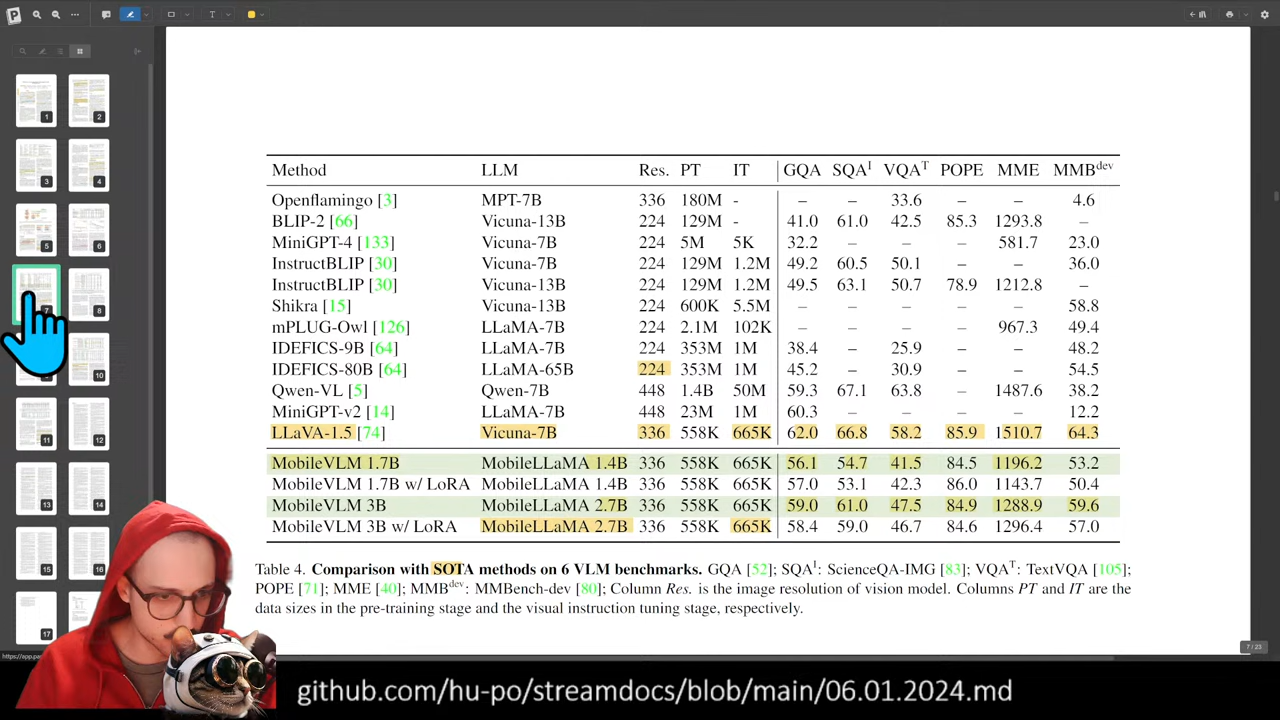 1
2
3
4
5
6
7
8
10
11
12
13
14
15
16
17
Method LLM Res. PT IT GQA SQA^I VQA^T POPE MME MMB^dev
Openflamingo [3] MPT-7B 336 180M - – – 33.6 – – 4.6
BLIP-2 [66] Vicuna-13B 224 129M - 41.0 61.0 42.5 85.3 1293.8 –
MiniGPT-4 [133] Vicuna-7B 224 5M 5K 32.2 – – – 581.7 23.0
InstructBLIP [30] Vicuna-7B 224 129M 1.2M 49.2 60.5 50.1 – – 36.0
InstructBLIP [30] Vicuna-13B 224 129M 1.2M 49.5 63.1 50.7 78.9 1212.8 –
Shikra [15] Vicuna-13B 224 600K 5.5M – – – – – 58.8
mPLUG-Owl [126] LLaMA-7B 224 2.1M 102K – – – – 967.3 49.4
IDEFICS-9B [64] LLaMA-7B 224 353M 1M 38.4 – 25.9 – – 48.2
IDEFICS-80B [64] LLaMA-65B 224 353M 1M 45.2 – 30.9 – – 54.5
Qwen-VL [5] Qwen-7B 448 1.4B 50M 59.3 67.1 63.8 – 1487.6 38.2
MiniGPT-v2 [14] LLaMA-7B 448 23M 1M 60.3 – – – – 12.2
LLaVA-1.5 [74] Vicuna-7B 336 558K 665K 62.0 66.8 58.2 85.9 1510.7 64.3
MobileVLM 1.7B MobileLLaMA 1.4B 336 558K 665K 56.1 54.7 41.5 84.5 1196.2 53.2
MobileVLM 1.7B w/ LoRA MobileLLaMA 1.4B 336 558K 665K 57.0 53.1 42.3 86.0 1143.7 50.4
MobileVLM 3B MobileLLaMA 2.7B 336 558K 665K 59.0 61.0 47.5 84.9 1288.9 59.6
MobileVLM 3B w/ LoRA MobileLLaMA 2.7B 336 558K 665K 58.4 59.0 46.7 84.6 1296.4 57.0
Table 4. Comparison with SOTA methods on 6 VLM benchmarks. GQA [52]; SQA^I: ScienceQA-IMG [83]; VQA^T: TextVQA [105];
POPE [71]; MME [40]; MMB^dev: MMBench-dev [80]; Column Res. is the image resolution of vision model. Columns PT and IT are the
data sizes in the pre-training stage and the visual instruction tuning stage, respectively.
7 / 23
github.com/hu-po/streamdocs/blob/main/06.01.2024.md